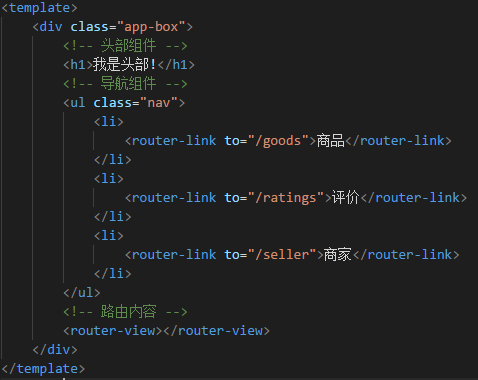 <template>
    <div class="app-box">
        <!-- 头部组件 -->
        <h1>我是头部!</h1>
        <!-- 导航组件 -->
        <ul class="nav">
            <li>
                <router-link to="/goods">商品</router-link>
            </li>
            <li>
                <router-link to="/ratings">评价</router-link>
            </li>
            <li>
                <router-link to="/seller">商家</router-link>
            </li>
        </ul>
        <!-- 路由内容 -->
        <router-view></router-view>
    </div>
</template>